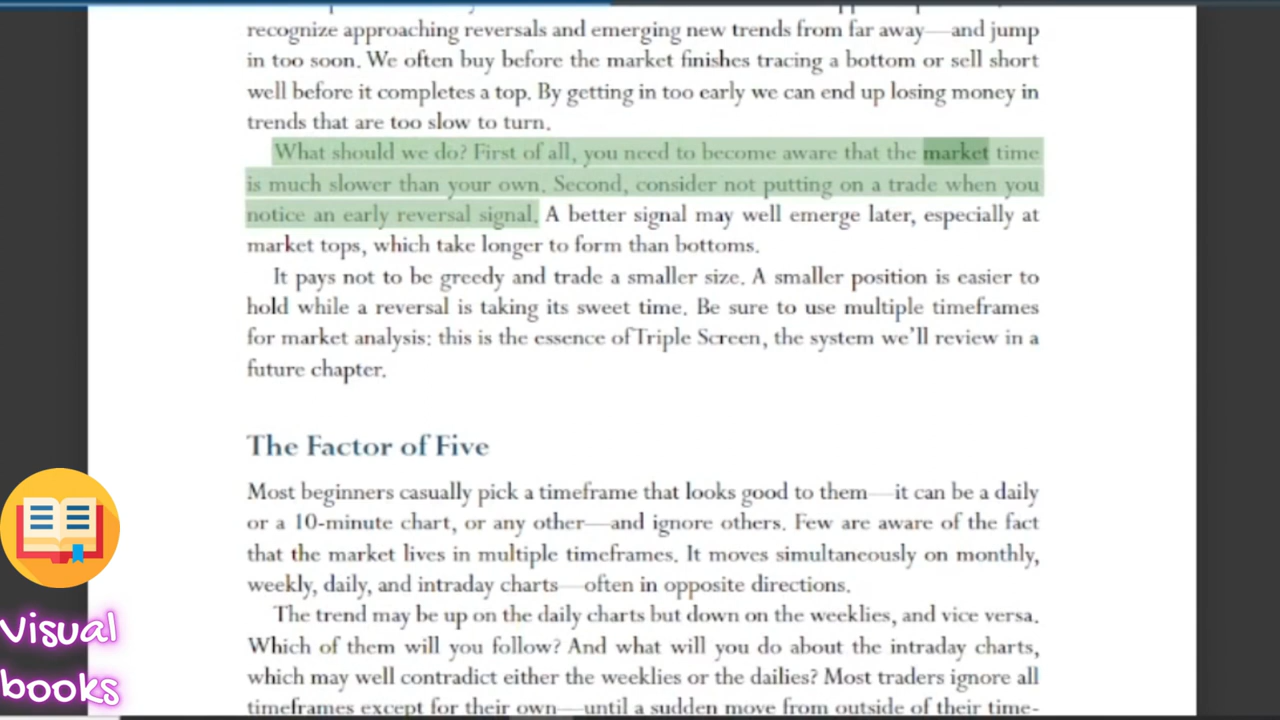 recognize approaching reversals and emerging new trends from far away—and jump
in too soon. We often buy before the market finishes tracing a bottom or sell short
well before it completes a top. By getting in too early we can end up losing money in
trends that are too slow to turn.
What should we do? First of all, you need to become aware that the market time
is much slower than your own. Second, consider not putting on a trade when you
notice an early reversal signal. A better signal may well emerge later, especially at
market tops, which take longer to form than bottoms.
It pays not to be greedy and trade a smaller size. A smaller position is easier to
hold while a reversal is taking its sweet time. Be sure to use multiple timeframes
for market analysis: this is the essence of Triple Screen, the system we'll review in a
future chapter.
The Factor of Five
Most beginners casually pick a timeframe that looks good to them—it can be a daily
or a 10-minute chart, or any other—and ignore others. Few are aware of the fact
that the market lives in multiple timeframes. It moves simultaneously on monthly,
weekly, daily, and intraday charts—often in opposite directions.
The trend may be up on the daily charts but down on the weeklies, and vice versa.
Which of them will you follow? And what will you do about the intraday charts,
which may well contradict either the weeklies or the dailies? Most traders ignore all
timeframes except for their own—until a sudden move from outside of their time-
Visual
books